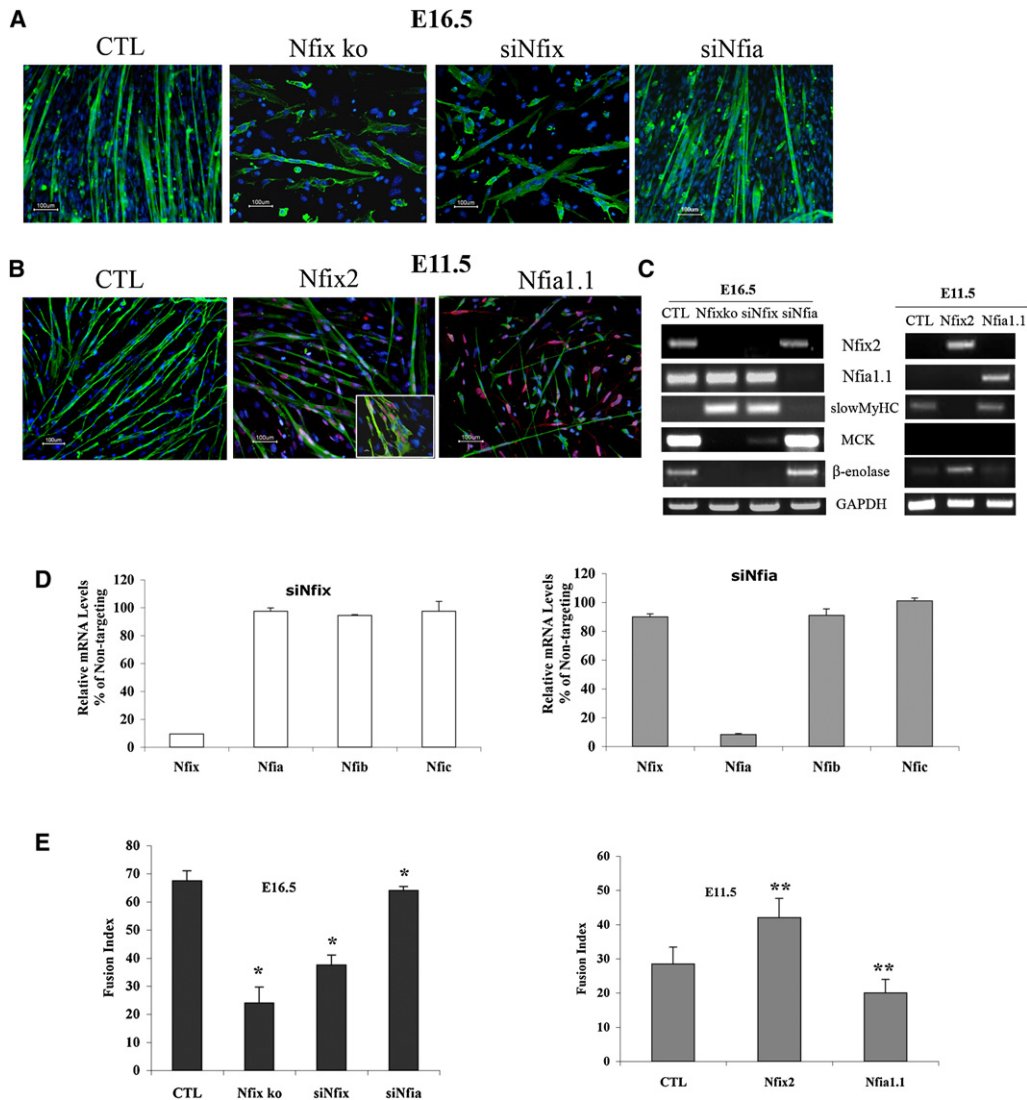 A
E16.5
CTL
Nfix ko
siNfix
siNfia
100um
100um
100um
100um
B
E11.5
CTL
Nfix2
Nfia1.1
100um
100um
100um
C
E16.5
CTL Nfixko siNfix siNfia
E11.5
CTL Nfix2 Nfia1.1
Nfix2
Nfia1.1
slowMyHC
MCK
β-enolase
GAPDH
D
siNfix
Relative mRNA Levels
% of Non-targeting
120
100
80
60
40
20
0
Nfix Nfia Nfib Nfic
siNfia
Relative mRNA Levels
% of Non-targeting
120
100
80
60
40
20
0
Nfix Nfia Nfib Nfic
E
E16.5
Fusion Index
80
70
60
50
40
30
20
10
0
* * *
CTL Nfix ko siNfix siNfia
E11.5
Fusion Index
60
50
40
30
20
10
0
** **
CTL Nfix2 Nfia1.1